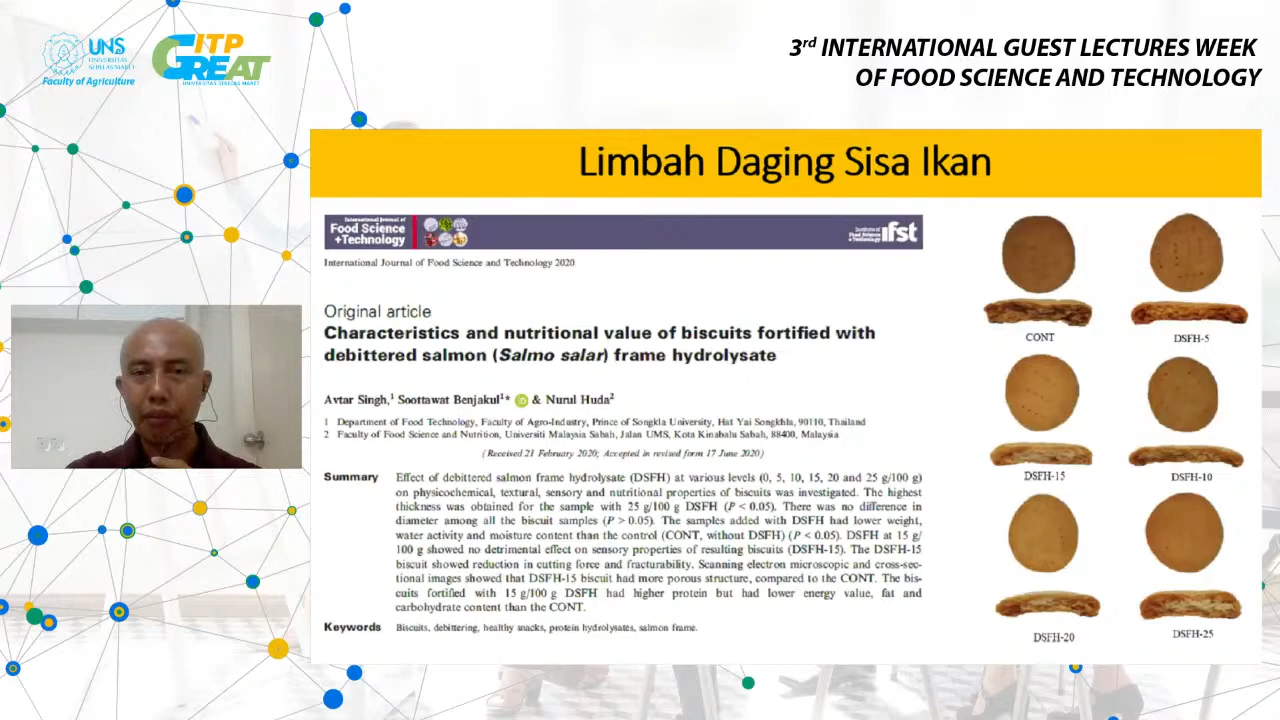 UNS
UNIVERSITAS
SEBELAS MARET
Faculty of Agriculture
ITP
GREAT
UNIVERSITAS SEBELAS MARET
3rd INTERNATIONAL GUEST LECTURES WEEK
OF FOOD SCIENCE AND TECHNOLOGY
Limbah Daging Sisa Ikan
International Journal of
Food Science
+Technology
Institute of
Food Science
+Technology
ifst
International Journal of Food Science and Technology 2020
Original article
Characteristics and nutritional value of biscuits fortified with
debittered salmon (Salmo salar) frame hydrolysate
Avtar Singh,1 Soottawat Benjakul1* iD & Nurul Huda2
1 Department of Food Technology, Faculty of Agro-Industry, Prince of Songkla University, Hat Yai Songkhla, 90110, Thailand
2 Faculty of Food Science and Nutrition, Universiti Malaysia Sabah, Jalan UMS, Kota Kinabalu Sabah, 88400, Malaysia
(Received 21 February 2020; Accepted in revised form 17 June 2020)
Summary Effect of debittered salmon frame hydrolysate (DSFH) at various levels (0, 5, 10, 15, 20 and 25 g/100 g)
on physicochemical, textural, sensory and nutritional properties of biscuits was investigated. The highest
thickness was obtained for the sample with 25 g/100 g DSFH (P < 0.05). There was no difference in
diameter among all the biscuit samples (P > 0.05). The samples added with DSFH had lower weight,
water activity and moisture content than the control (CONT, without DSFH) (P < 0.05). DSFH at 15 g/
100 g showed no detrimental effect on sensory properties of resulting biscuits (DSFH-15). The DSFH-15
biscuit showed reduction in cutting force and fracturability. Scanning electron microscopic and cross-sec-
tional images showed that DSFH-15 biscuit had more porous structure, compared to the CONT. The bis-
cuits fortified with 15 g/100 g DSFH had higher protein but had lower energy value, fat and
carbohydrate content than the CONT.
Keywords Biscuits, debittering, healthy snacks, protein hydrolysates, salmon frame.
CONT
DSFH-5
DSFH-15
DSFH-10
DSFH-20
DSFH-25